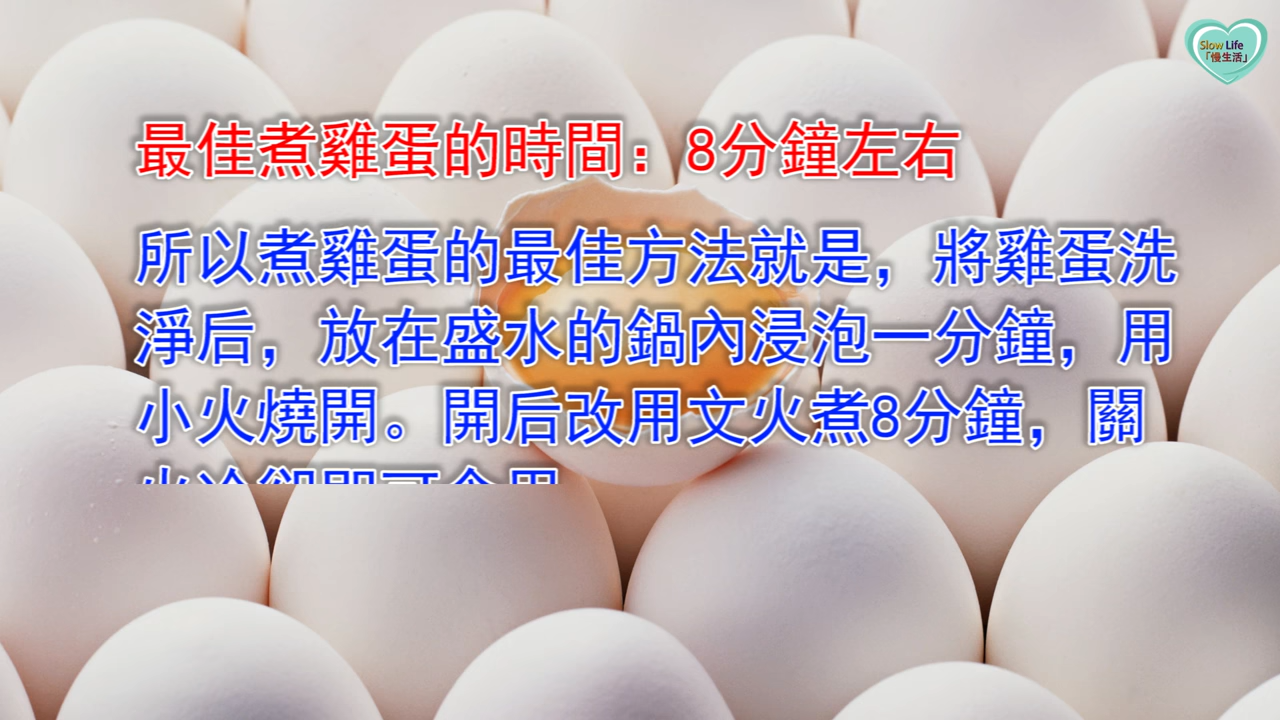 Slow Life
「慢生活」
最佳煮雞蛋的時間：8分鐘左右
所以煮雞蛋的最佳方法就是，將雞蛋洗
淨后，放在盛水的鍋內浸泡一分鐘，用
小火燒開。開后改用文火煮8分鐘，關